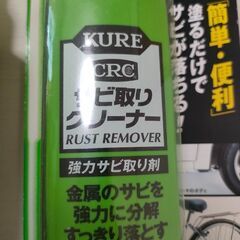 KURE
CRC
サビ取り
クリーナー
RUST REMOVER
強力サビ取り剤
金属のサビを
強力に分解
すっきり落とす
「簡単・便利」
塗るだけで
サビが落ちる!